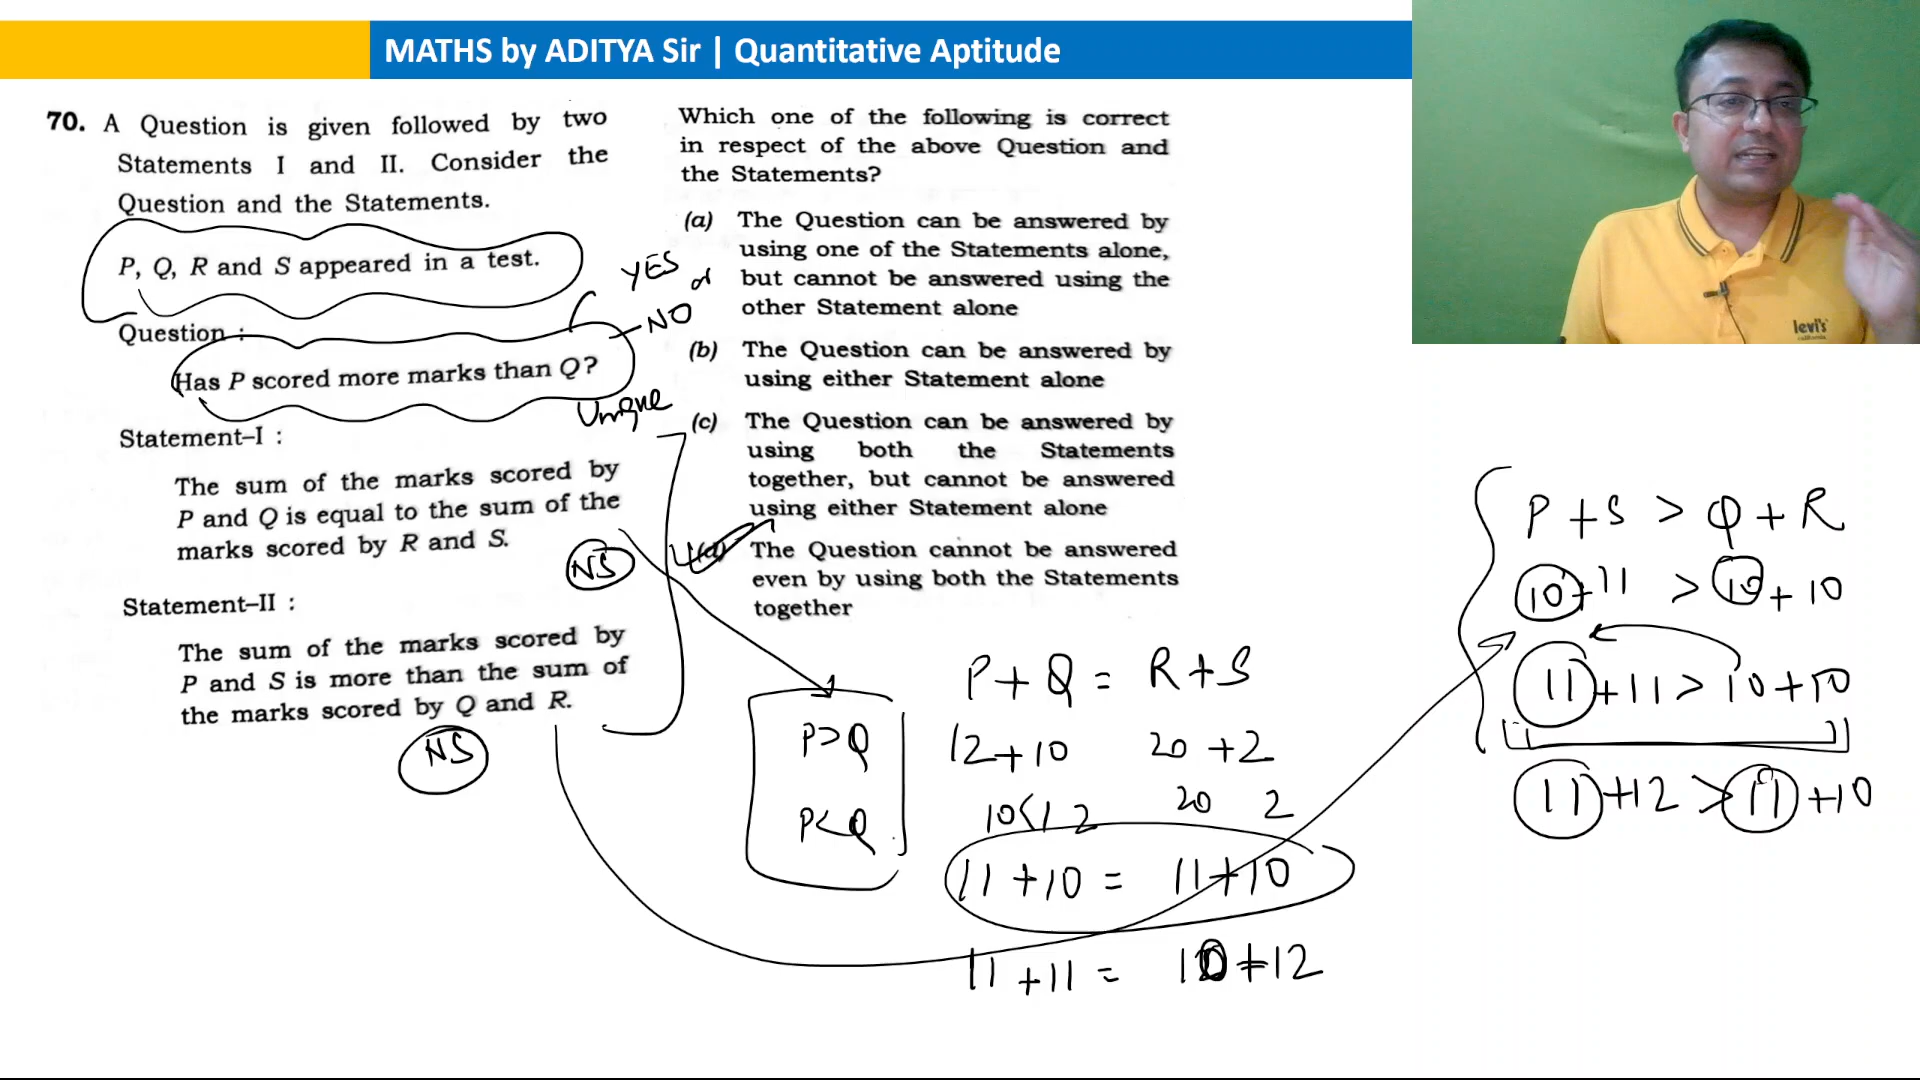 MATHS by ADITYA Sir | Quantitative Aptitude
70. A Question is given followed by two
Statements I and II. Consider the
Question and the Statements.
P, Q, R and S appeared in a test.
Question :
Has P scored more marks than Q?
YES
or
NO
Unique
Statement–I :
The sum of the marks scored by
P and Q is equal to the sum of the
marks scored by R and S.
NS
Statement–II :
The sum of the marks scored by
P and S is more than the sum of
the marks scored by Q and R.
NS
Which one of the following is correct
in respect of the above Question and
the Statements?
(a) The Question can be answered by
using one of the Statements alone,
but cannot be answered using the
other Statement alone
(b) The Question can be answered by
using either Statement alone
(c) The Question can be answered by
using both the Statements
together, but cannot be answered
using either Statement alone
(d) The Question cannot be answered
even by using both the Statements
together
P>Q
P<Q
P+Q = R+S
12+10 20+2
10<12 20 2
11+10 = 11+10
11+11 = 10+12
P+S > Q+R
10+11 > 10+10
11+11 > 10+10
11+12 > 11+10
levi's